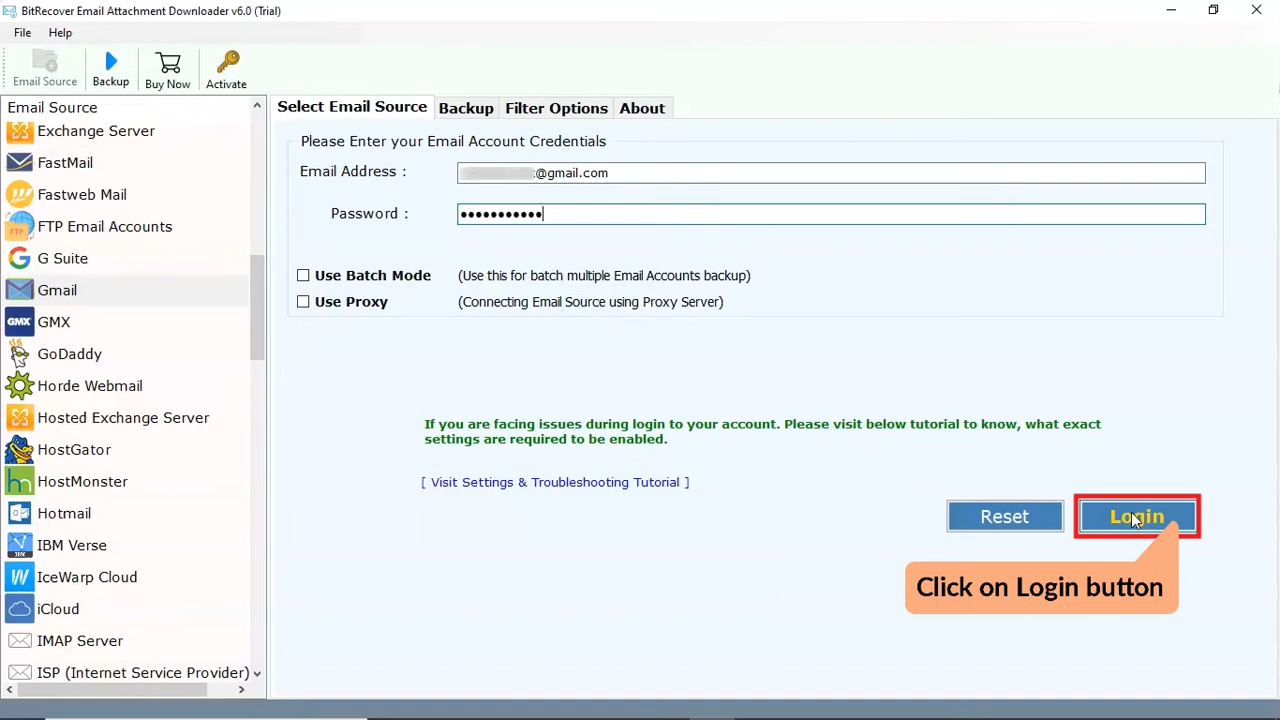 BitRecover Email Attachment Downloader v6.0 (Trial)
File Help
Email Source Backup Buy Now Activate
Email Source
Exchange Server
FastMail
Fastweb Mail
FTP
FTP Email Accounts
G Suite
Gmail
GMX
GMX
GoDaddy
Horde Webmail
Hosted Exchange Server
HostGator
hm
HostMonster
Hotmail
IBM Verse
W
IceWarp Cloud
iCloud
IMAP Server
ISP (Internet Service Provider)
Select Email Source Backup Filter Options About
Please Enter your Email Account Credentials
Email Address : @gmail.com
Password : •••••••••••
Use Batch Mode (Use this for batch multiple Email Accounts backup)
Use Proxy (Connecting Email Source using Proxy Server)
If you are facing issues during login to your account. Please visit below tutorial to know, what exact
settings are required to be enabled.
[ Visit Settings & Troubleshooting Tutorial ]
Reset Login
Click on Login button